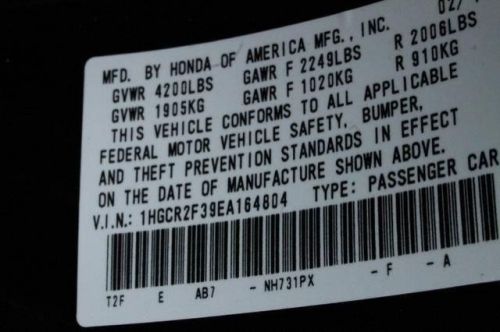 02/
MFD. BY HONDA OF AMERICA MFG., INC.
GVWR 4200LBS GAWR F 2249LBS R 2006LBS
GVWR 1905KG GAWR F 1020KG R 910KG
THIS VEHICLE CONFORMS TO ALL APPLICABLE
FEDERAL MOTOR VEHICLE SAFETY, BUMPER,
AND THEFT PREVENTION STANDARDS IN EFFECT
ON THE DATE OF MANUFACTURE SHOWN ABOVE.
V.I.N.: 1HGCR2F39EA164804 TYPE: PASSENGER CAR
T2F E AB7 - NH731PX - F - A